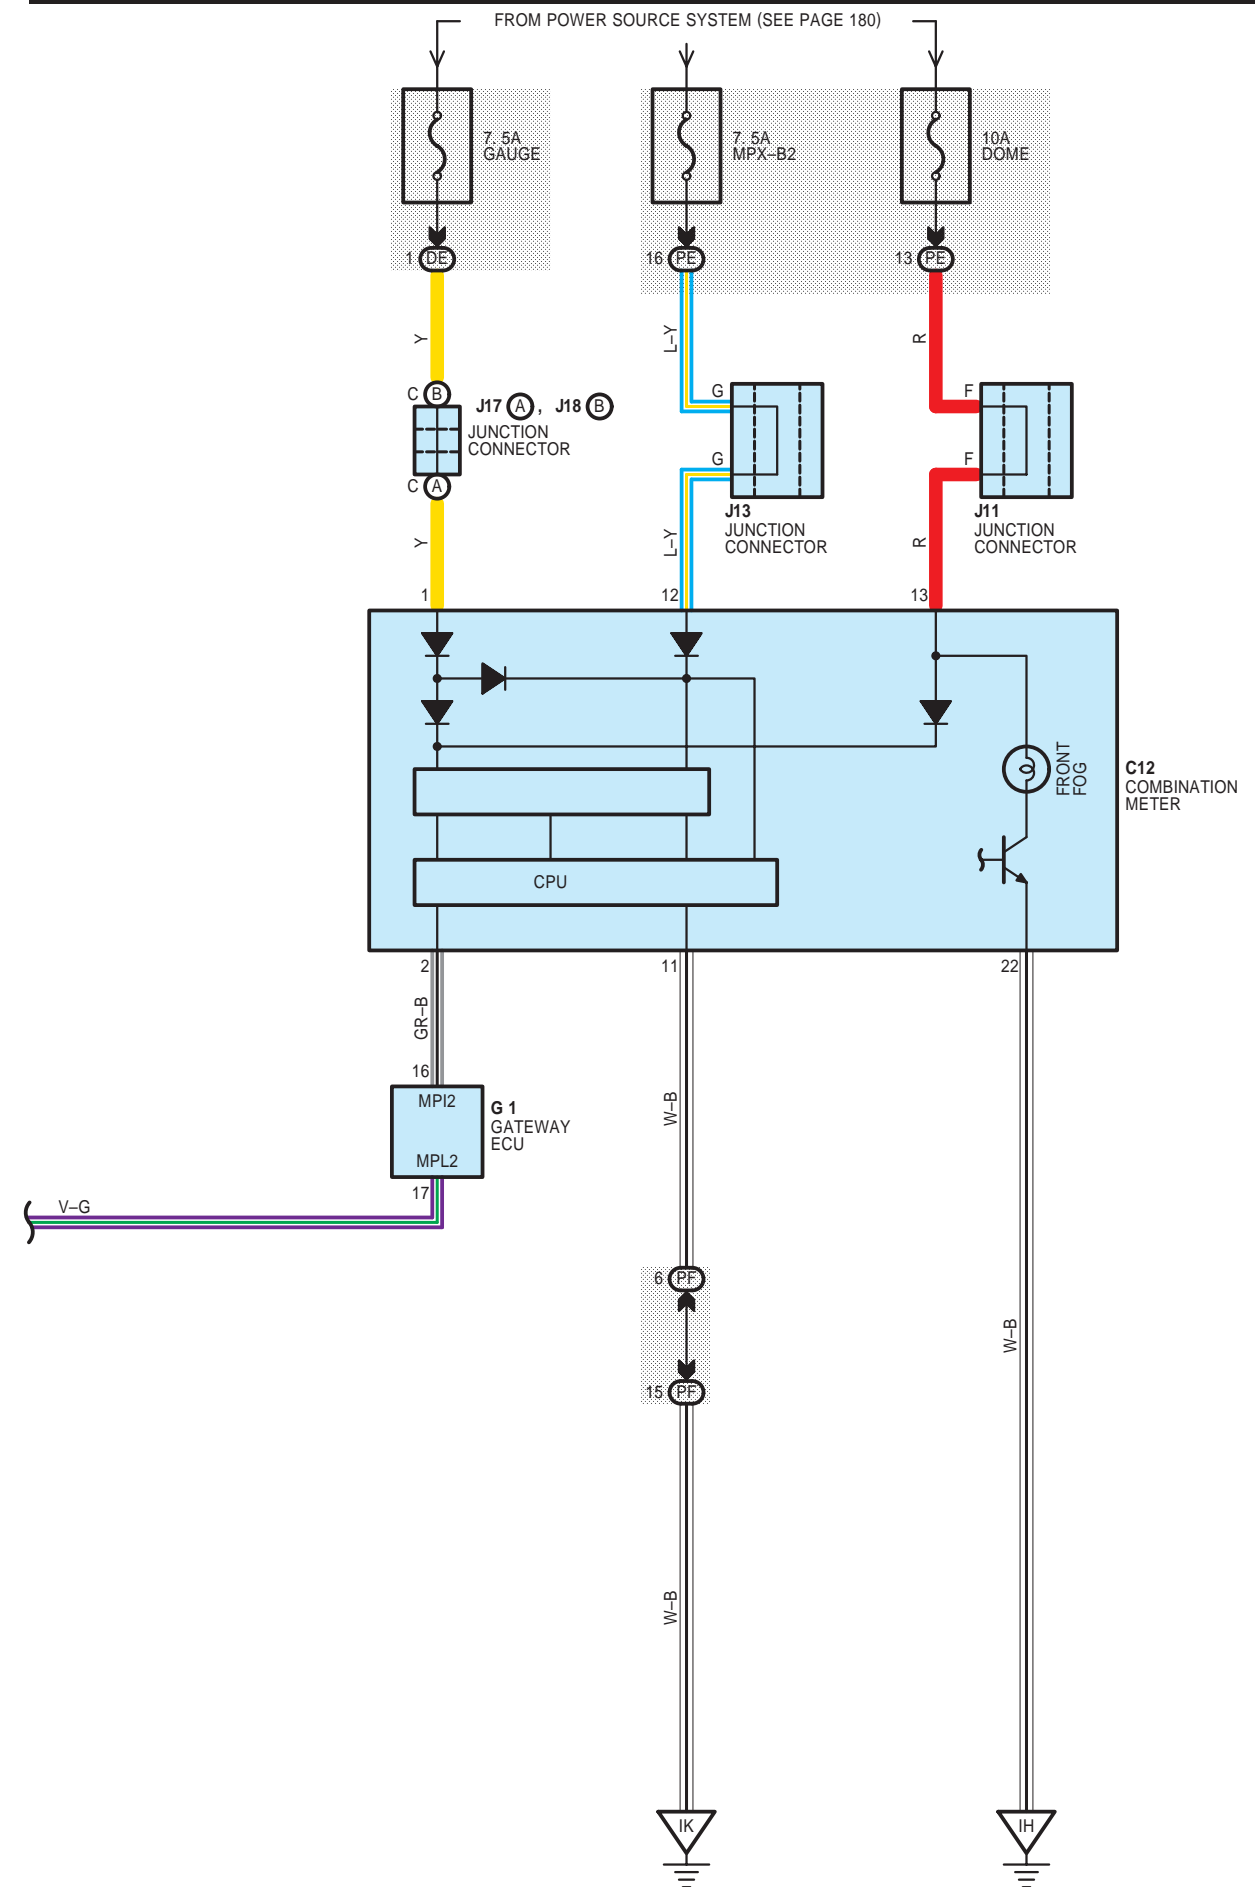 FROM POWER SOURCE SYSTEM (SEE PAGE 180)
7. 5A
GAUGE
7. 5A
MPX–B2
10A
DOME
1 DE
16 PE
13 PE
Y
L–Y
R
C B
J17 A , J18 B
JUNCTION
CONNECTOR
C A
G
G
J13
JUNCTION
CONNECTOR
F
F
J11
JUNCTION
CONNECTOR
Y
L–Y
R
1
12
13
FRONT
FOG
C12
COMBINATION
METER
CPU
2
11
22
GR–B
16
MPI2
MPL2
G 1
GATEWAY
ECU
17
V–G
W–B
6 PF
15 PF
W–B
W–B
IK
IH